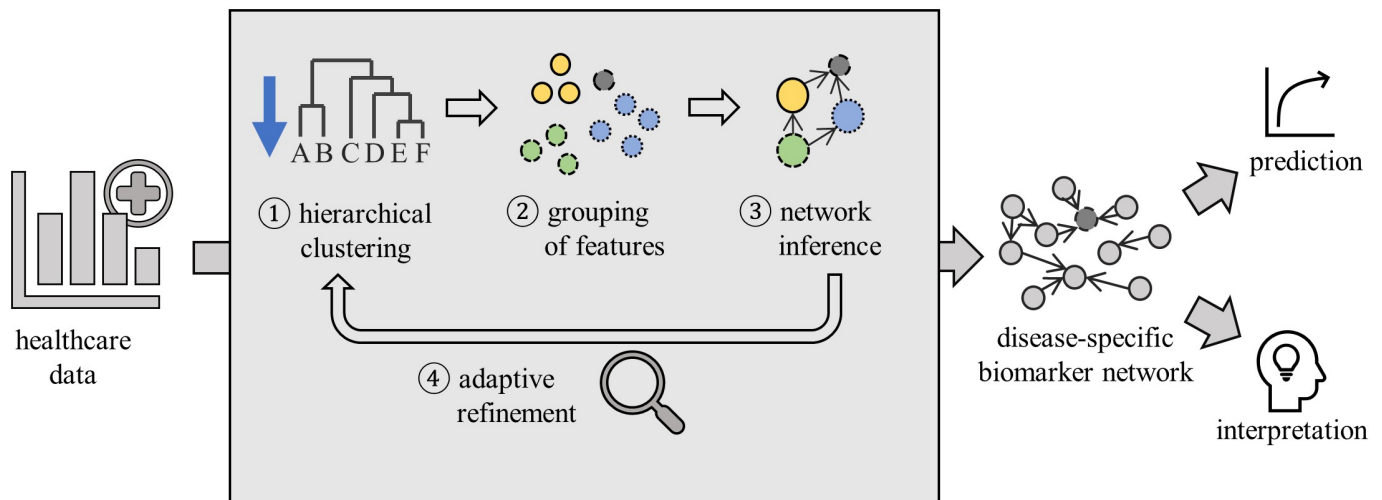 healthcare
data
A B C D E F
① hierarchical
clustering
② grouping
of features
③ network
inference
④ adaptive
refinement
disease-specific
biomarker network
prediction
interpretation